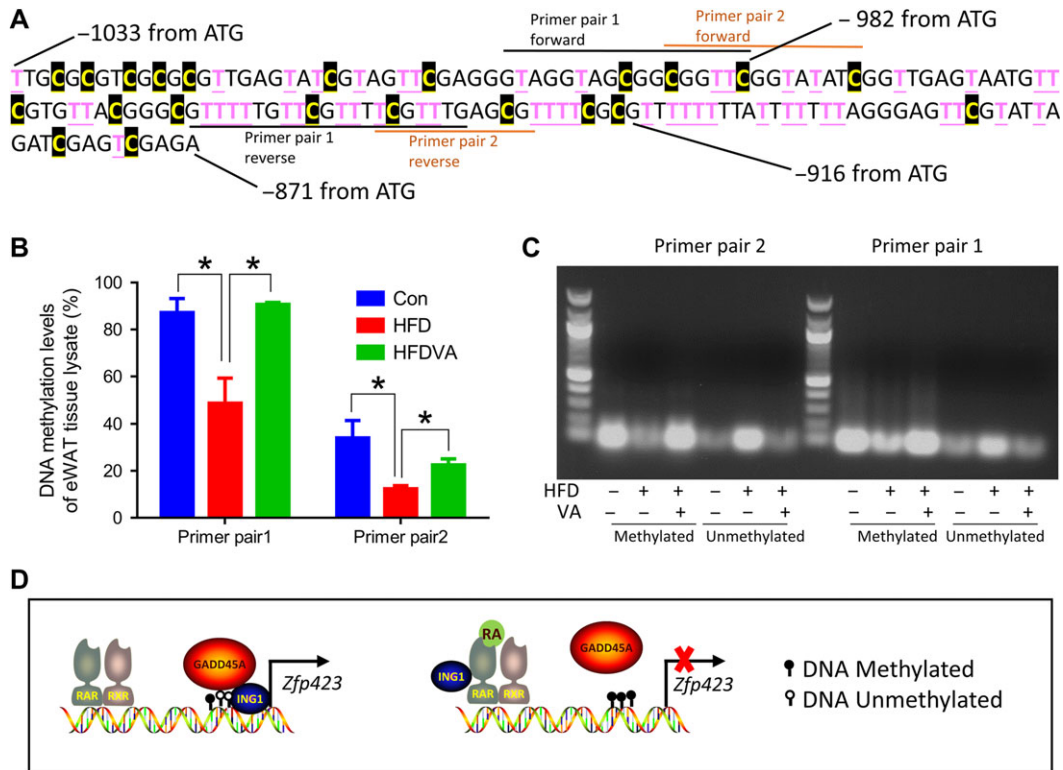 A
−1033 from ATG
Primer pair 1
forward
Primer pair 2
forward
− 982 from ATG
TTGCGCGTCGCGCGTTGAGTATCGTAGTTCGAGGGTAGGTAGCGGCGGTTCGGTATATCGGTTGAGTAATGTT
CGTGTTACGGGCGTTTTTGTTCGTTTCGTTTGAGCGTTTTCGCGTTTTTTTTTATTTTTTTAGGGAGTTCGTATTA
GATCGAGTCGAGA
Primer pair 1
reverse
Primer pair 2
reverse
−916 from ATG
−871 from ATG
B
DNA methylation levels
of eWAT tissue lysate (%)
100
80
60
40
20
0
* *
* *
Con
HFD
HFDVA
Primer pair1 Primer pair2
C
Primer pair 2 Primer pair 1
HFD − + + − + + − + + − + +
VA − − + − − + − − + − − +
Methylated Unmethylated Methylated Unmethylated
D
RAR RXR
GADD45A
ING1
Zfp423
ING1
RA
RAR RXR
GADD45A
Zfp423
DNA Methylated
DNA Unmethylated